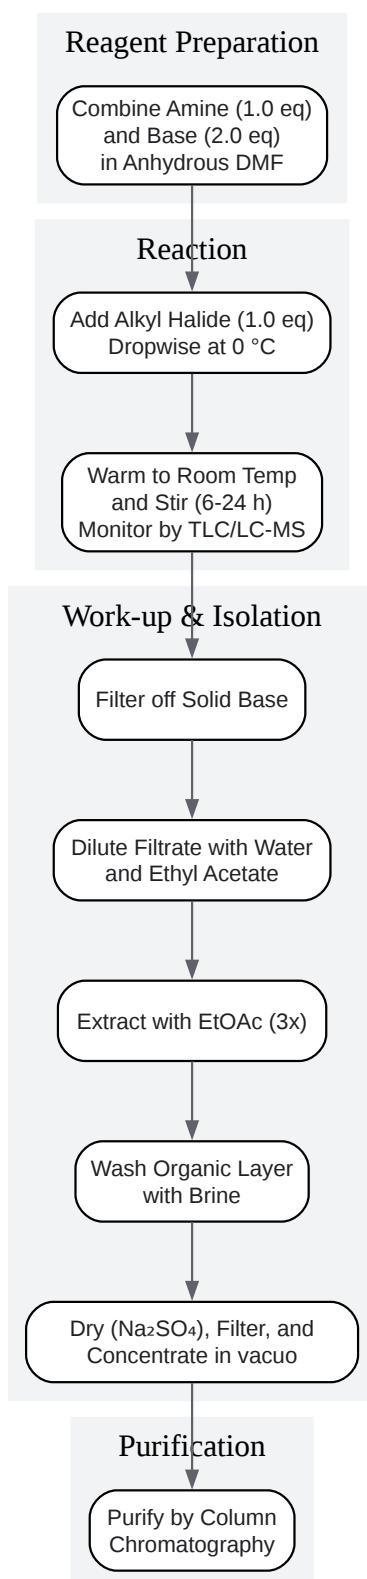 Reagent Preparation
Combine Amine (1.0 eq)
and Base (2.0 eq)
in Anhydrous DMF
Reaction
Add Alkyl Halide (1.0 eq)
Dropwise at 0 °C
Warm to Room Temp
and Stir (6-24 h)
Monitor by TLC/LC-MS
Work-up & Isolation
Filter off Solid Base
Dilute Filtrate with Water
and Ethyl Acetate
Extract with EtOAc (3x)
Wash Organic Layer
with Brine
Dry (Na₂SO₄), Filter, and
Concentrate in vacuo
Purification
Purify by Column
Chromatography